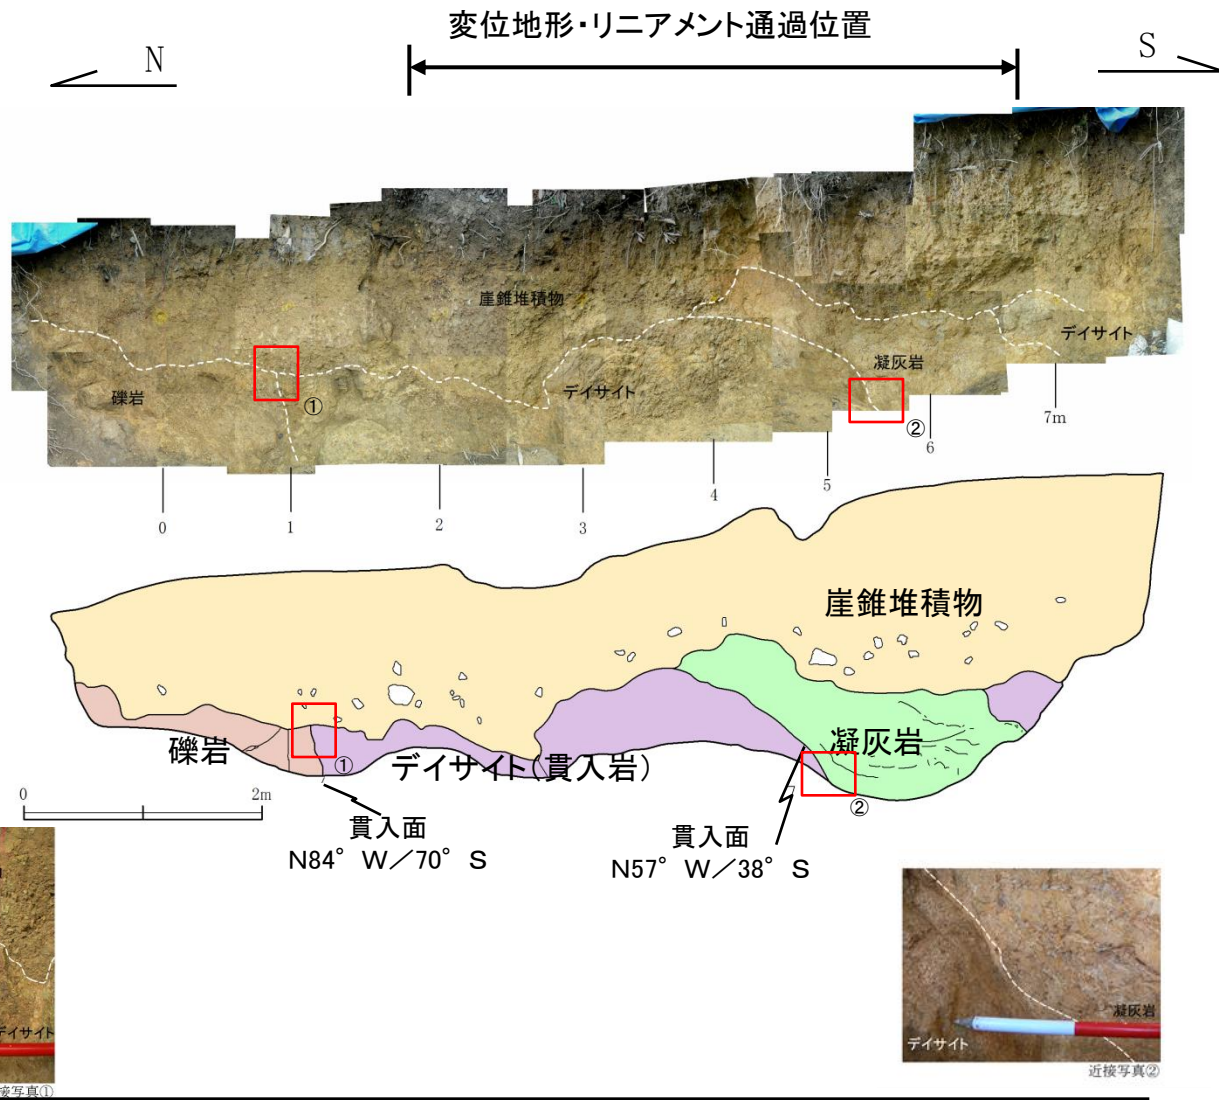 変位地形・リニアメント通過位置
N
S
崖錐堆積物
デイサイト
凝灰岩
礫岩
デイサイト
①
②
7m
6
5
4
3
2
1
0
崖錐堆積物
礫岩
①
デイサイト(貫入岩)
凝灰岩
②
0
2m
貫入面
N84°W／70°S
貫入面
N57°W／38°S
デイサイト
接写真①
凝灰岩
デイサイト
近接写真②